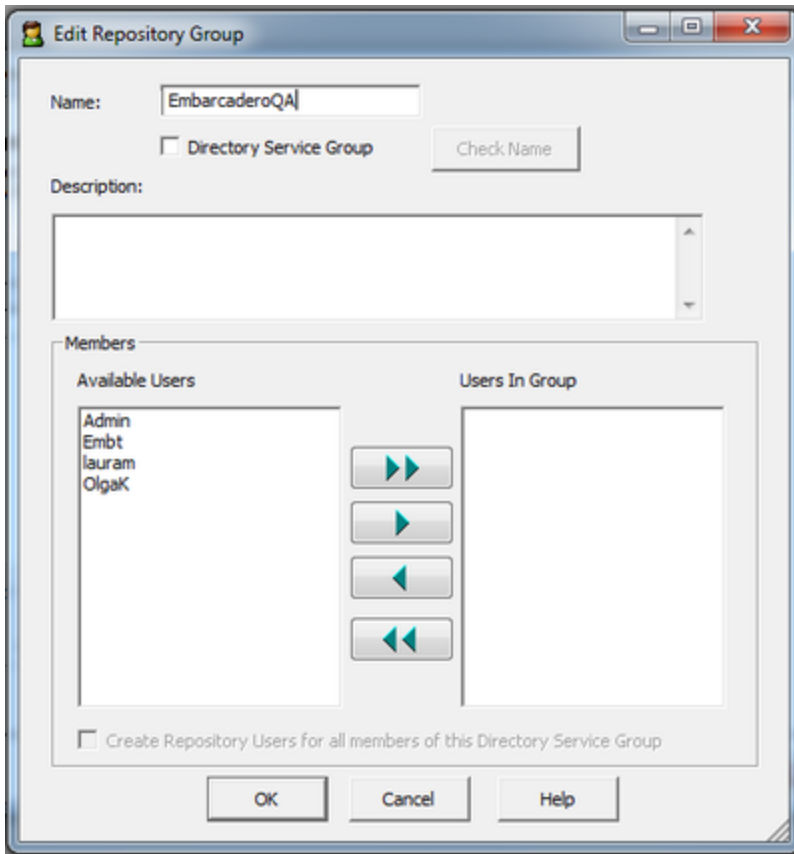 Edit Repository Group
Name: EmbarcaderoQA
Directory Service Group Check Name
Description:
Members
Available Users Users In Group
Admin
Embt
lauram
OlgaK
Create Repository Users for all members of this Directory Service Group
OK Cancel Help